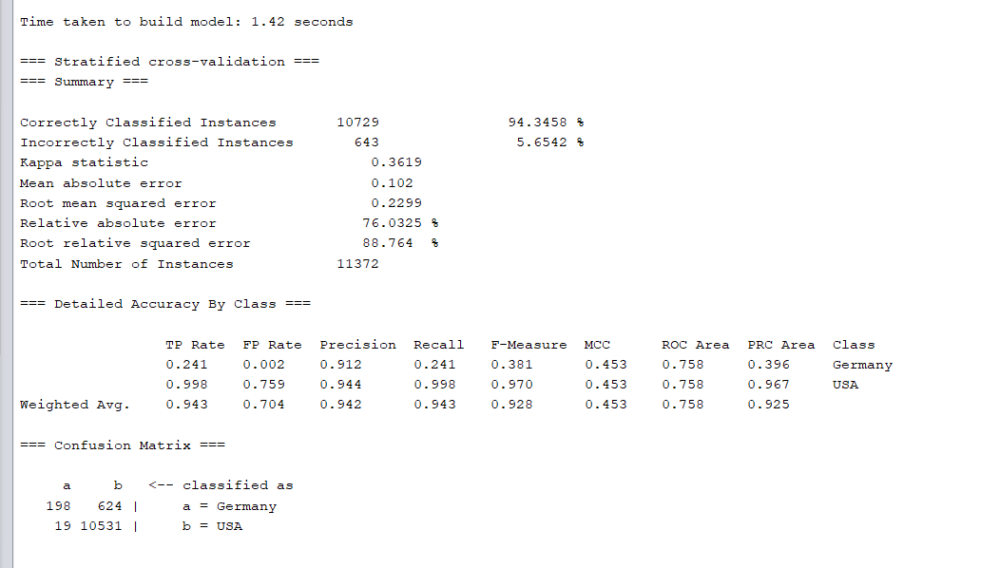 Time taken to build model: 1.42 seconds
=== Stratified cross-validation ===
=== Summary ===
Correctly Classified Instances 10729 94.3458 %
Incorrectly Classified Instances 643 5.6542 %
Kappa statistic 0.3619
Mean absolute error 0.102
Root mean squared error 0.2299
Relative absolute error 76.0325 %
Root relative squared error 88.764 %
Total Number of Instances 11372
=== Detailed Accuracy By Class ===
TP Rate FP Rate Precision Recall F-Measure MCC ROC Area PRC Area Class
0.241 0.002 0.912 0.241 0.381 0.453 0.758 0.396 Germany
0.998 0.759 0.944 0.998 0.970 0.453 0.758 0.967 USA
Weighted Avg. 0.943 0.704 0.942 0.943 0.928 0.453 0.758 0.925
=== Confusion Matrix ===
a b <-- classified as
198 624 | a = Germany
19 10531 | b = USA